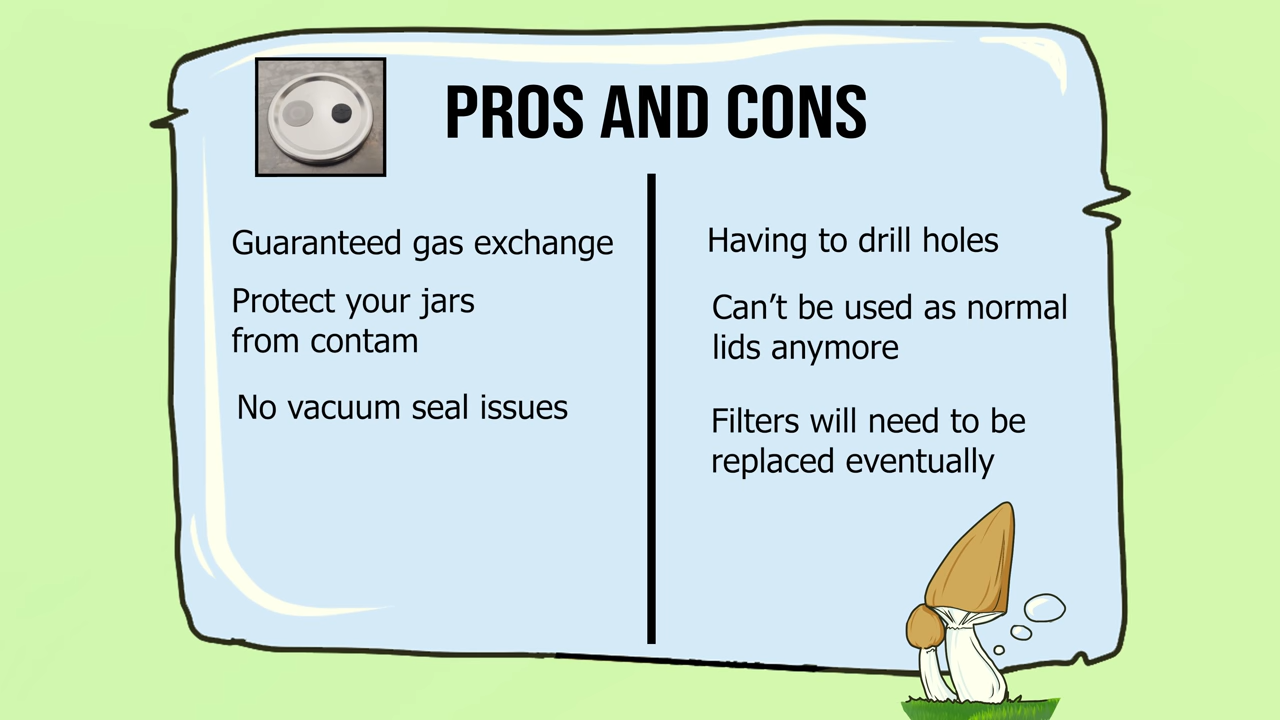 PROS AND CONS
Guaranteed gas exchange
Protect your jars
from contam
No vacuum seal issues
Having to drill holes
Can’t be used as normal
lids anymore
Filters will need to be
replaced eventually